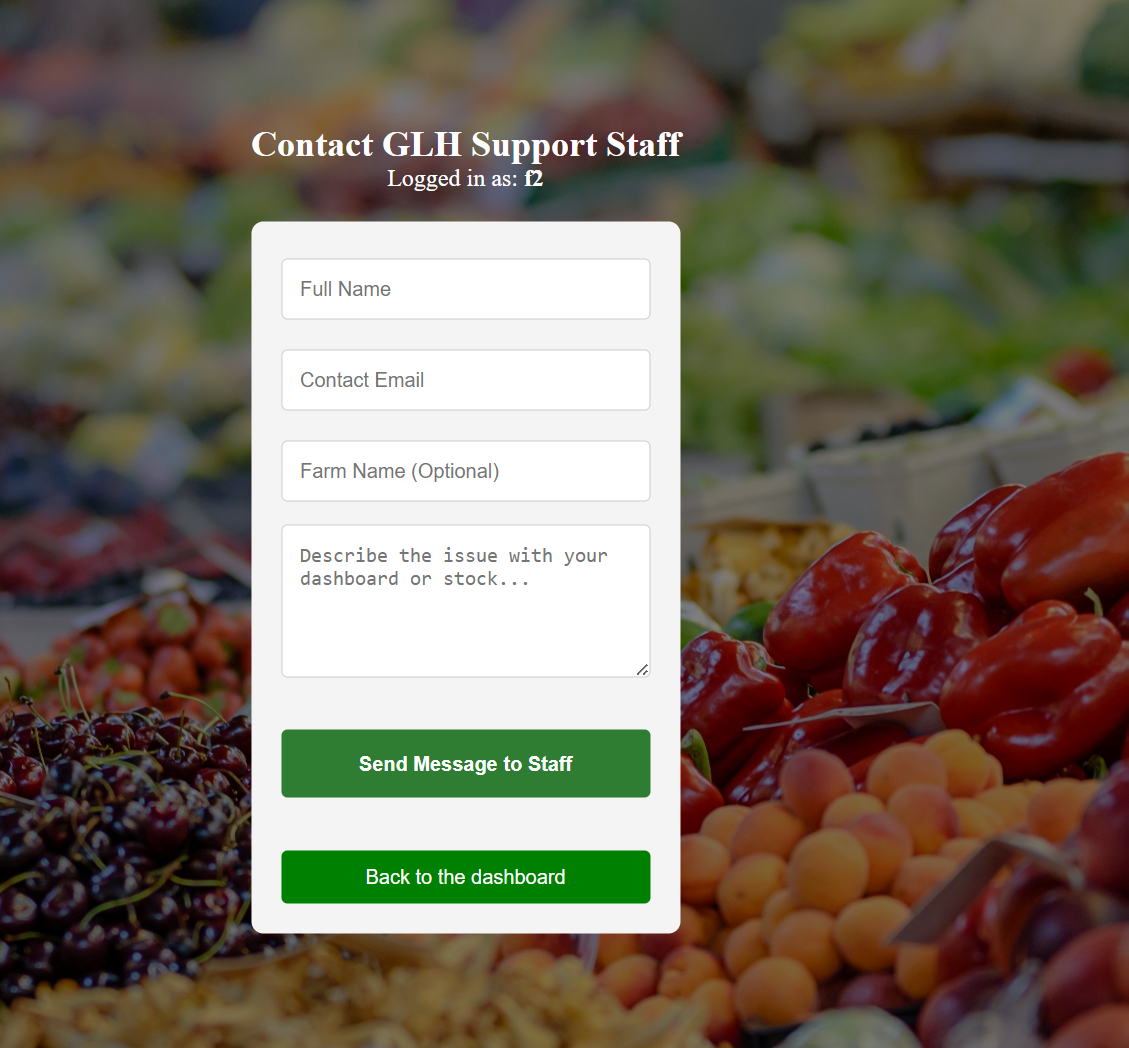 Contact GLH Support Staff
Logged in as: f2
Full Name
Contact Email
Farm Name (Optional)
Describe the issue with your
dashboard or stock...
Send Message to Staff
Back to the dashboard